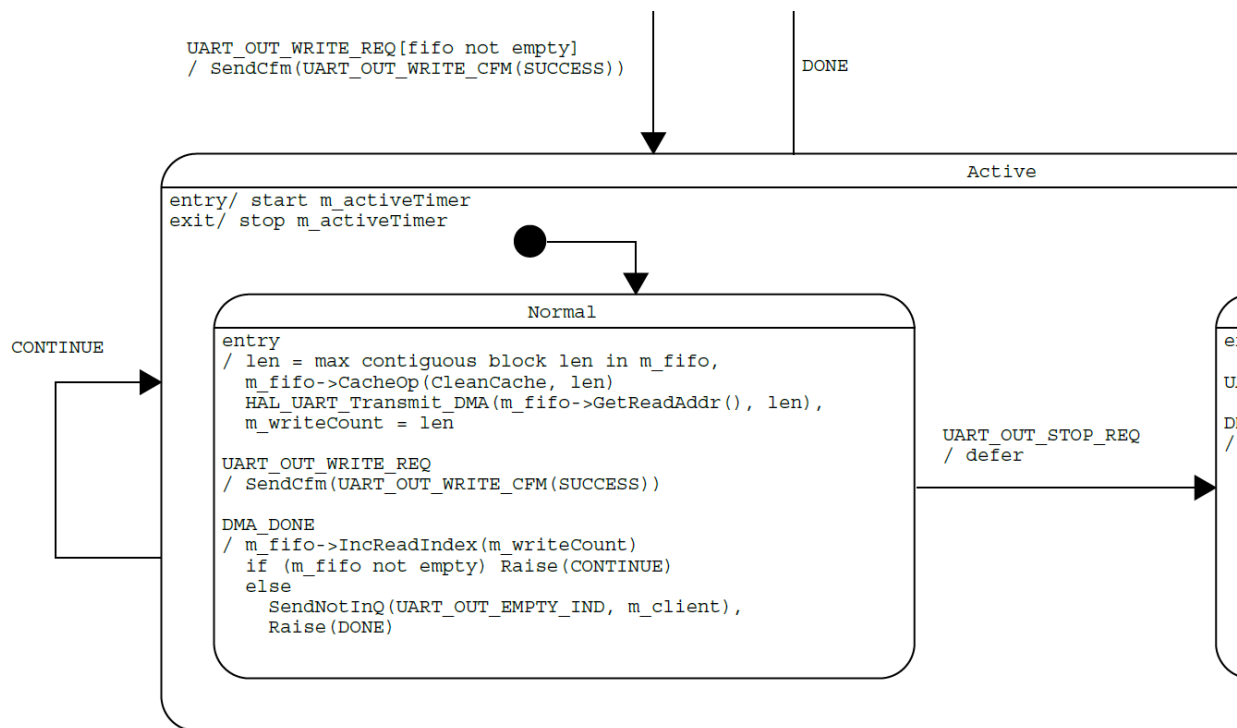 UART_OUT_WRITE_REQ[fifo not empty]
/ SendCfm(UART_OUT_WRITE_CFM(SUCCESS))
DONE
Active
entry/ start m_activeTimer
exit/ stop m_activeTimer
Normal
entry
/ len = max contiguous block len in m_fifo,
m_fifo->CacheOp(CleanCache, len)
HAL_UART_Transmit_DMA(m_fifo->GetReadAddr(), len),
m_writeCount = len
UART_OUT_WRITE_REQ
/ SendCfm(UART_OUT_WRITE_CFM(SUCCESS))
DMA_DONE
/ m_fifo->IncReadIndex(m_writeCount)
if (m_fifo not empty) Raise(CONTINUE)
else
SendNotInQ(UART_OUT_EMPTY_IND, m_client),
Raise(DONE)
CONTINUE
UART_OUT_STOP_REQ
/ defer
/